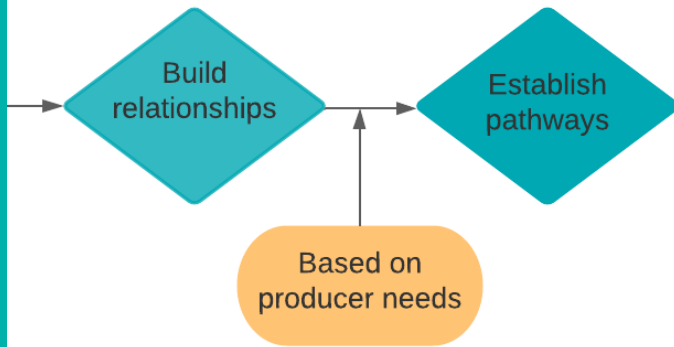 Build
relationships
Establish
pathways
Based on
producer needs